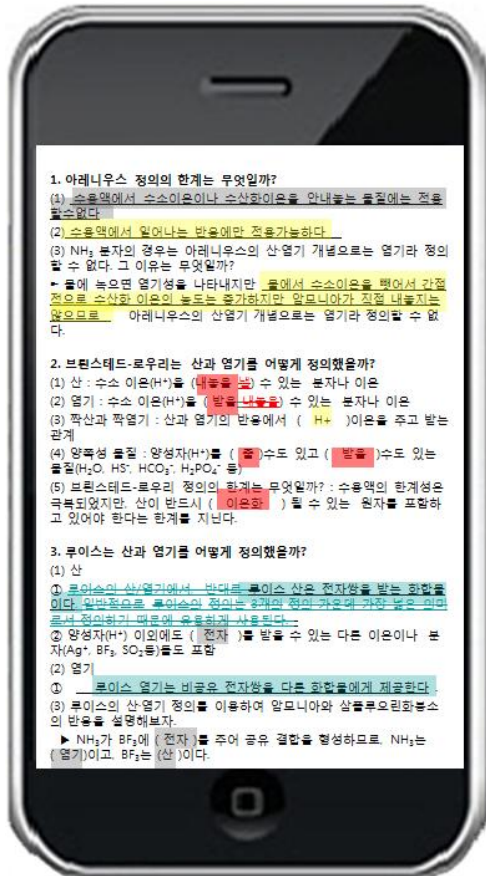 1. 아레니우스 정의의 한계는 무엇일까?
(1) 수용액에서 수소이온이나 수산화이온을 안내놓는 물질에는 적용
할수없다
(2) 수용액에서 일어나는 반응에만 적용가능하다
(3) NH₃ 분자의 경우는 아레니우스의 산·염기 개념으로는 염기라 정의
할 수 없다. 그 이유는 무엇일까?
➨ 물에 녹으면 염기성을 나타내지만 물에서 수소이온을 뺏어서 간접
적으로 수산화 이온의 농도는 증가하지만 암모니아가 직접 내놓지는
않으므로 아레니우스의 산염기 개념으로는 염기라 정의할 수 없
다.
2. 브뢴스테드-로우리는 산과 염기를 어떻게 정의했을까?
(1) 산 : 수소 이온(H⁺)을 (내놓을 낼) 수 있는 분자나 이온
(2) 염기 : 수소 이온(H⁺)을 ( 받을 내놓을) 수 있는 분자나 이온
(3) 짝산과 짝염기 : 산과 염기의 반응에서 ( H+ )이온을 주고 받는
관계
(4) 양쪽성 물질 : 양성자(H⁺)를 ( 줄 )수도 있고 ( 받을 )수도 있는
물질(H₂O, HS⁻, HCO₃⁻, H₂PO₄⁻ 등)
(5) 브뢴스테드-로우리 정의의 한계는 무엇일까? : 수용액의 한계성은
극복되었지만, 산이 반드시 ( 이온화 ) 될 수 있는 원자를 포함하
고 있어야 한다는 한계를 지닌다.
3. 루이스는 산과 염기를 어떻게 정의했을까?
(1) 산
① 루이스의 산/염기에서, 반대로 루이스 산은 전자쌍을 받는 화합물
이다. 일반적으로 루이스의 정의는 3개의 정의 가운데 가장 넓은 의미
로서 정의하기 때문에 유용하게 사용된다.
② 양성자(H⁺) 이외에도 ( 전자 )를 받을 수 있는 다른 이온이나 분
자(Ag⁺, BF₃, SO₂등)들도 포함
(2) 염기
① 루이스 염기는 비공유 전자쌍을 다른 화합물에게 제공한다 .
(3) 루이스의 산·염기 정의를 이용하여 암모니아와 삼플루오린화붕소
의 반응을 설명해보자.
▶ NH₃가 BF₃에 ( 전자 )를 주어 공유 결합을 형성하므로, NH₃는
( 염기)이고, BF₃는 (산 )이다.